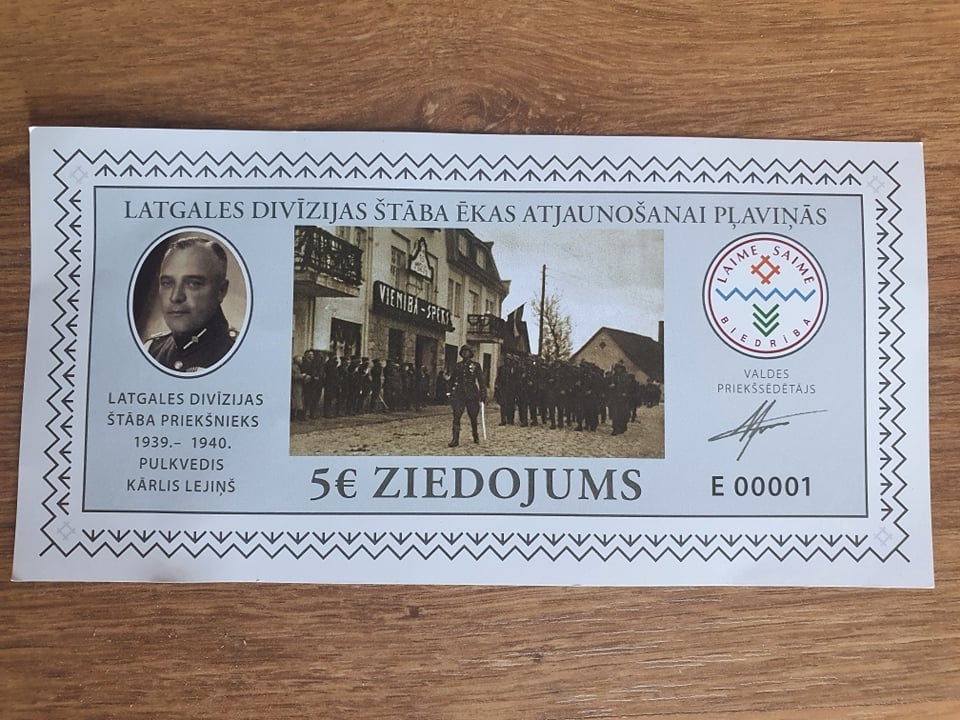 LATGALES DIVĪZIJAS ŠTĀBA ĒKAS ATJAUNOŠANAI PĻAVIŅĀS
VIENĪBA - SPĒKS
LAIME SAIME
BIEDRĪBA
LATGALES DIVĪZIJAS
ŠTĀBA PRIEKŠNIEKS
1939.– 1940.
PULKVEDIS
KĀRLIS LEJIŅŠ
VALDES
PRIEKŠSĒDĒTĀJS
5€ ZIEDOJUMS
E 00001